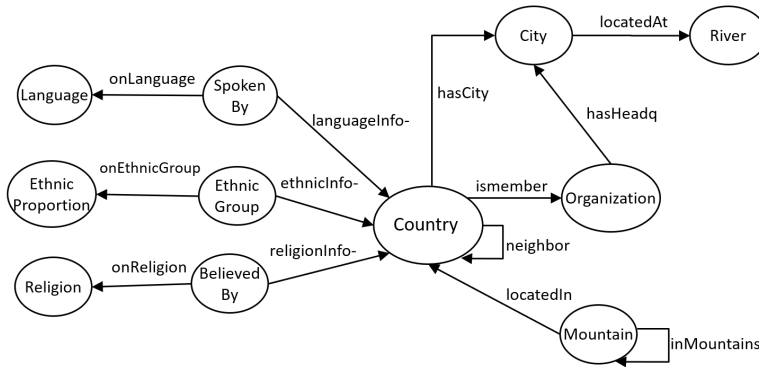 City
locatedAt
River
onLanguage
Language
Spoken
By
languageInfo-
hasCity
hasHeadq
onEthnicGroup
Ethnic
Proportion
Ethnic
Group
ethnicInfo-
Country
ismember
Organization
neighbor
religionInfo-
onReligion
Religion
Believed
By
locatedIn
Mountain
inMountains